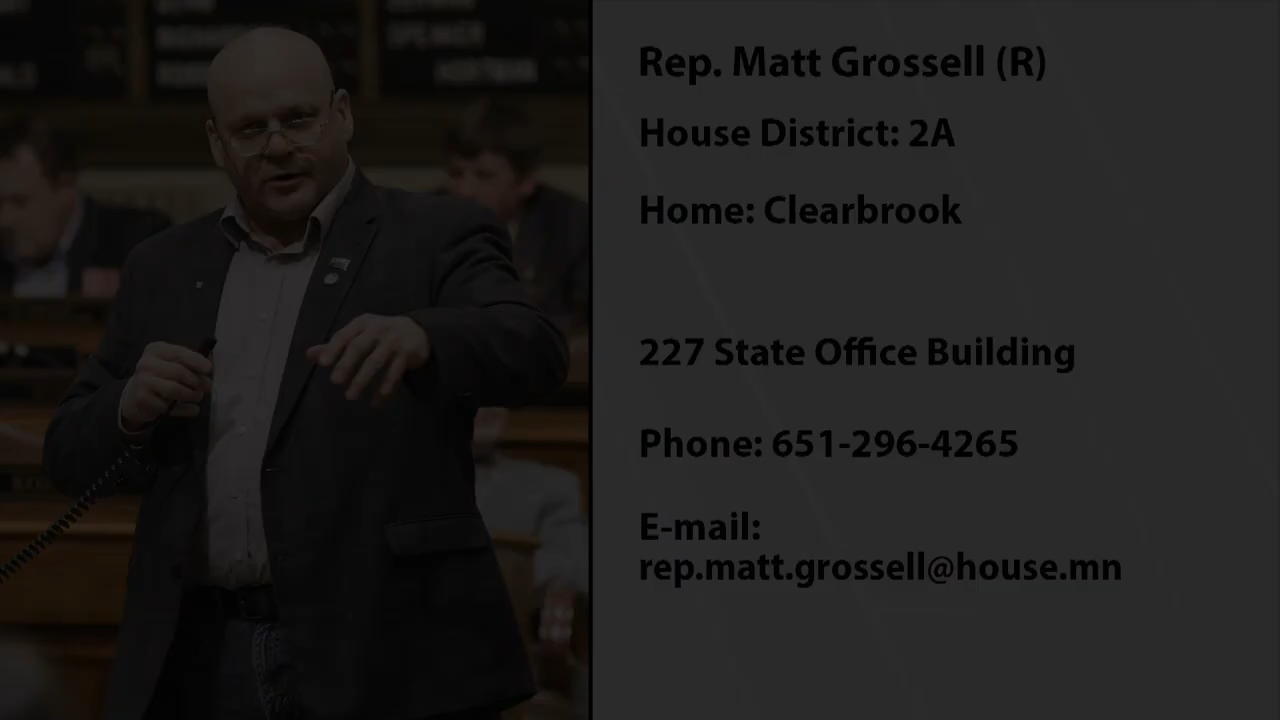 Rep. Matt Grossell (R)
House District: 2A
Home: Clearbrook
227 State Office Building
Phone: 651-296-4265
E-mail:
rep.matt.grossell@house.mn